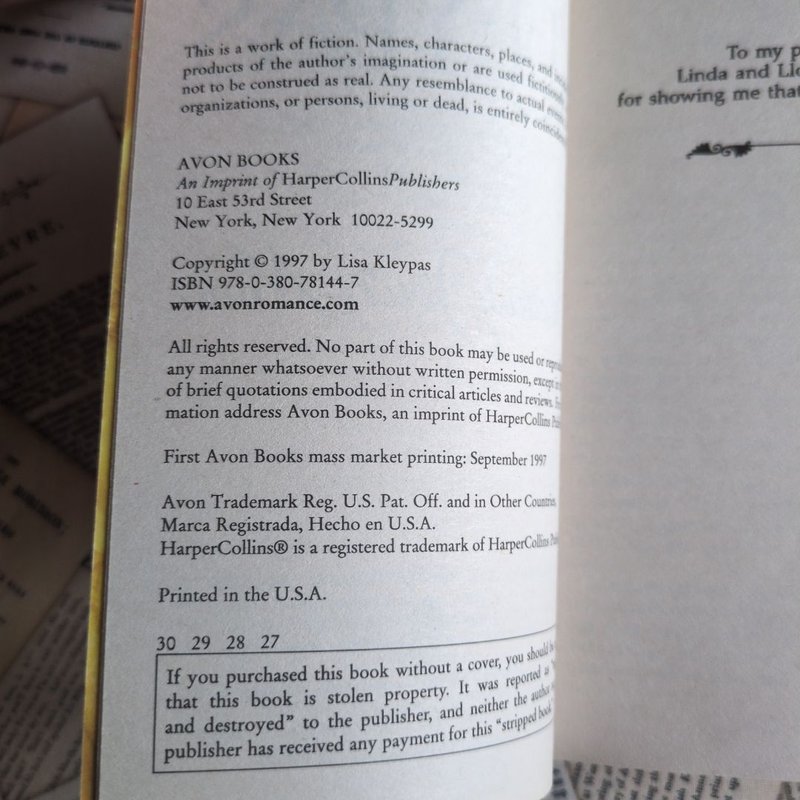 This is a work of fiction. Names, characters, places, and
products of the author's imagination or are used fictitiously
not to be construed as real. Any resemblance to actual events
organizations, or persons, living or dead, is entirely coincidental
AVON BOOKS
An Imprint of HarperCollinsPublishers
10 East 53rd Street
New York, New York 10022-5299
Copyright © 1997 by Lisa Kleypas
ISBN 978-0-380-78144-7
www.avonromance.com
All rights reserved. No part of this book may be used or
any manner whatsoever without written permission, except
of brief quotations embodied in critical articles and reviews.
mation address Avon Books, an imprint of HarperCollins
First Avon Books mass market printing: September 1997
Avon Trademark Reg. U.S. Pat. Off. and in Other Countries,
Marca Registrada, Hecho en U.S.A.
HarperCollins® is a registered trademark of HarperCollins
Printed in the U.S.A.
30 29 28 27
If you purchased this book without a cover, you should
that this book is stolen property. It was reported as
and destroyed” to the publisher, and neither the author
publisher has received any payment for this “stripped book.”
To my
Linda and
for showing me that